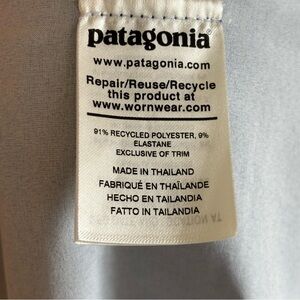 patagonia
www.patagonia.com
Repair/Reuse/Recycle
this product at
www.wornwear.com
91% RECYCLED POLYESTER, 9%
ELASTANE
EXCLUSIVE OF TRIM
MADE IN THAILAND
FABRIQUÉ EN THAÏLANDE
HECHO EN TAILANDIA
FATTO IN TAILANDIA